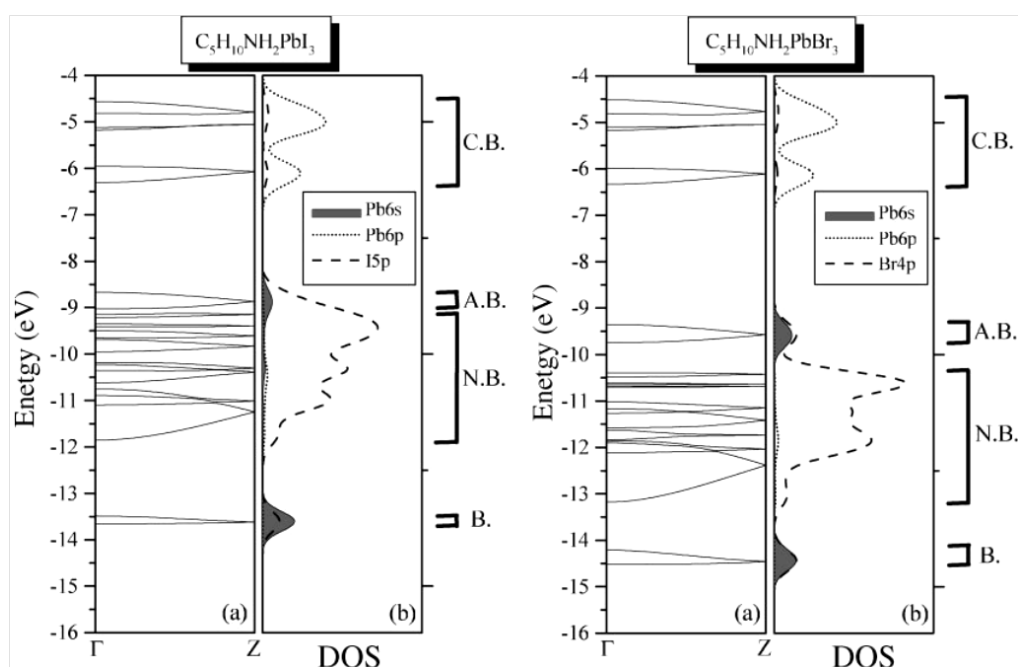 C5H10NH2PbI3
-4
-5
-6
-7
-8
-9
-10
-11
-12
-13
-14
-15
-16
Enetgy (eV)
Γ
Z
(a)
Pb6s
Pb6p
I5p
(b)
DOS
C.B.
A.B.
N.B.
B.
C5H10NH2PbBr3
-4
-5
-6
-7
-8
-9
-10
-11
-12
-13
-14
-15
-16
Enetgy (eV)
Γ
Z
(a)
Pb6s
Pb6p
Br4p
(b)
DOS
C.B.
A.B.
N.B.
B.